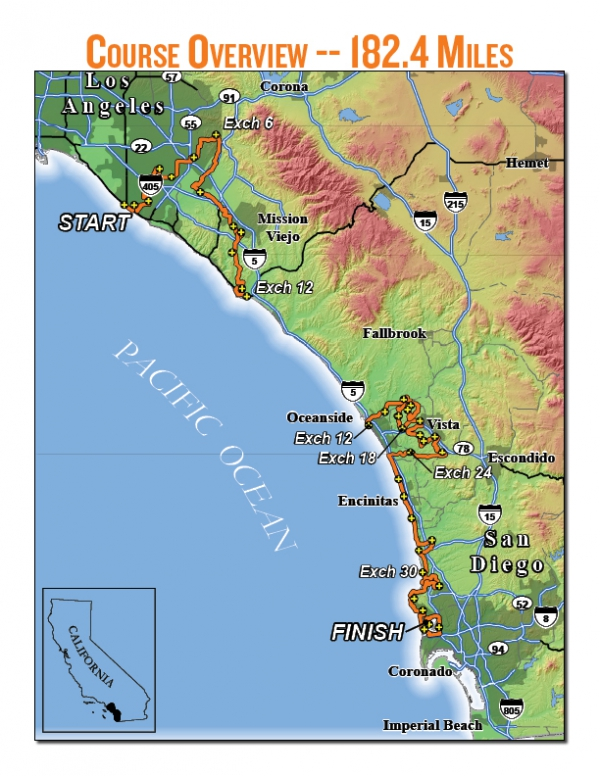 COURSE OVERVIEW -- 182.4 MILES
Los
Angeles
57
91
Corona
55
Exch 6
22
Hemet
405
215
START
15
Mission
Viejo
5
Exch 12
Fallbrook
PACIFIC OCEAN
5
Oceanside
Vista
Exch 12
Exch 18
78
Escondido
Exch 24
Encinitas
15
San
Diego
Exch 30
52
8
FINISH
94
Coronado
CALIFORNIA
805
Imperial Beach